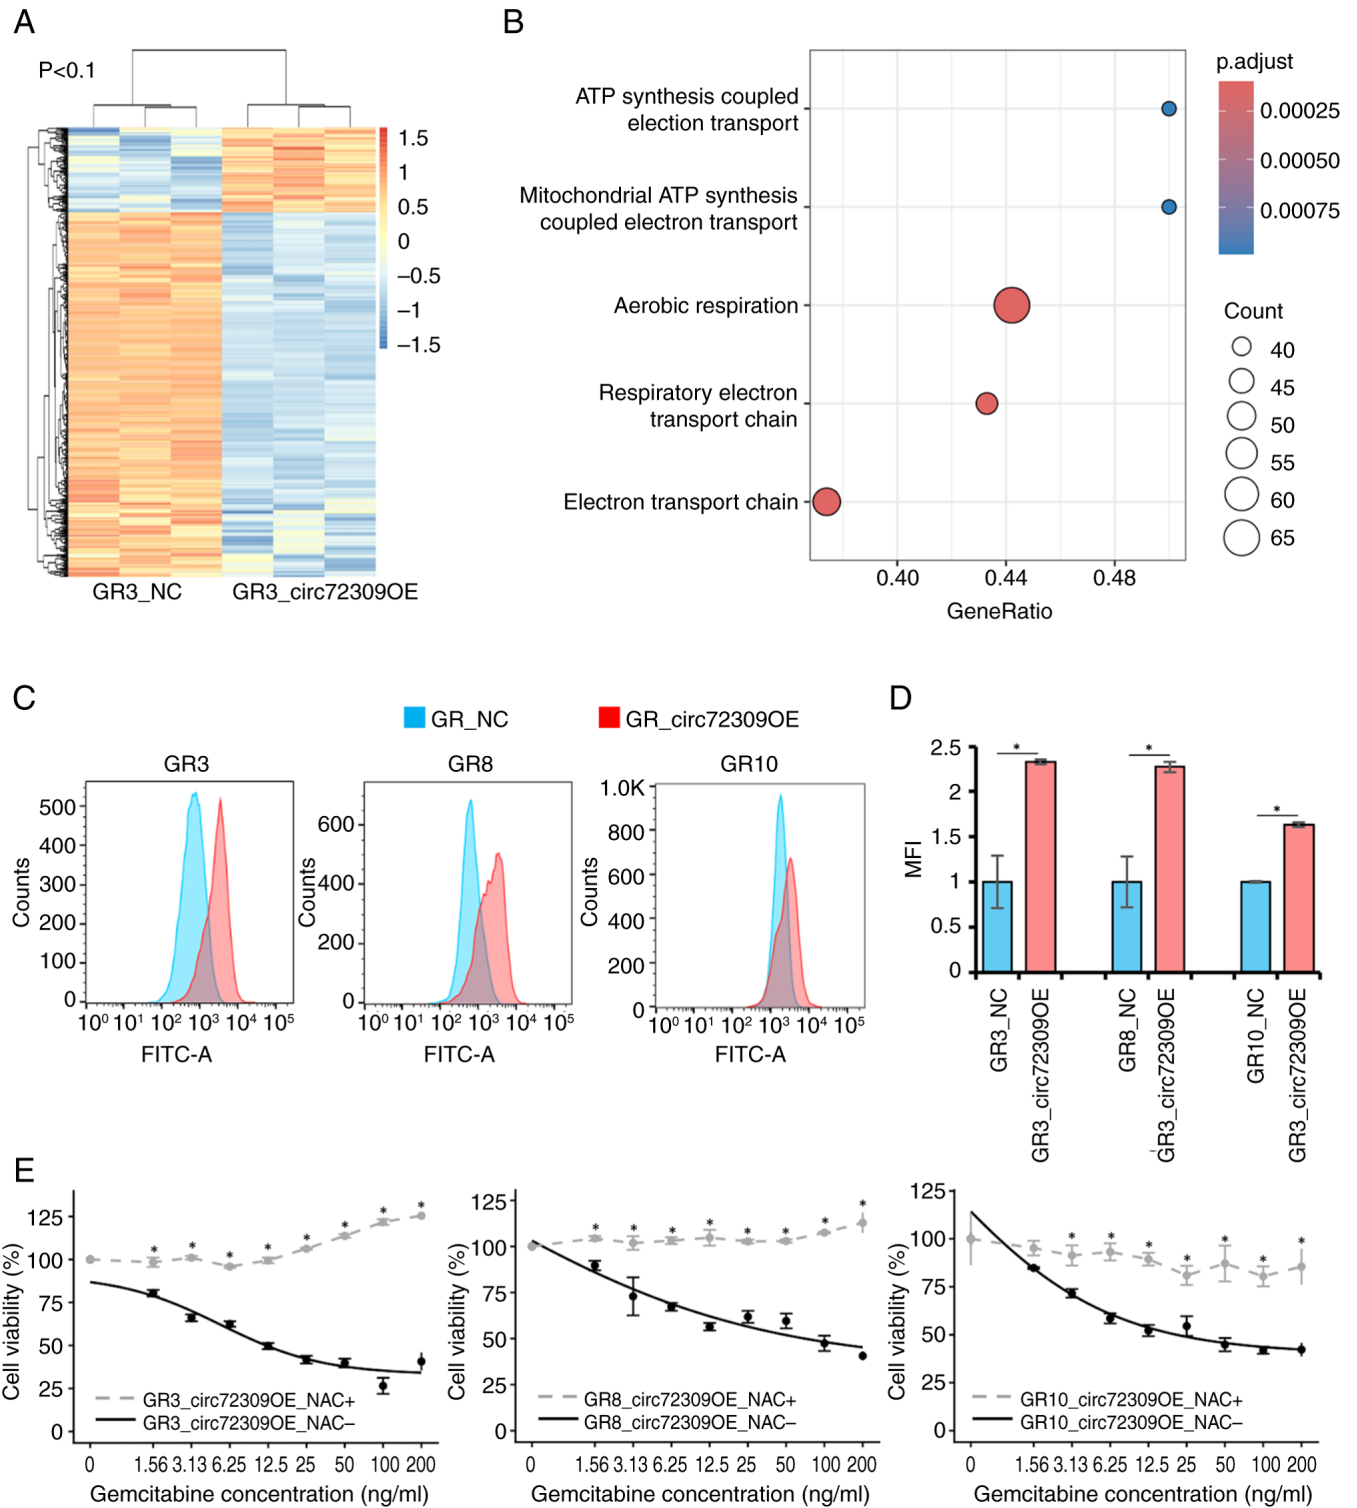 A
P<0.1
1.5
1
0.5
0
−0.5
−1
−1.5
GR3_NC
GR3_circ72309OE
B
ATP synthesis coupled
election transport
Mitochondrial ATP synthesis
coupled electron transport
Aerobic respiration
Respiratory electron
transport chain
Electron transport chain
0.40 0.44 0.48
GeneRatio
p.adjust
0.00025
0.00050
0.00075
Count
40
45
50
55
60
65
C
GR_NC
GR_circ72309OE
GR3
500
400
300
200
100
0
Counts
10⁰ 10¹ 10² 10³ 10⁴ 10⁵
FITC-A
GR8
600
400
200
0
Counts
10⁰ 10¹ 10² 10³ 10⁴ 10⁵
FITC-A
GR10
1.0K
800
600
400
200
0
Counts
10⁰ 10¹ 10² 10³ 10⁴ 10⁵
FITC-A
D
2.5
2
1.5
1
0.5
0
MFI
* * *
GR3_NC
GR3_circ72309OE
GR8_NC
GR3_circ72309OE
GR10_NC
GR3_circ72309OE
E
125
100
75
50
25
0
Cell viability (%)
* * * * * * * *
GR3_circ72309OE_NAC+
GR3_circ72309OE_NAC−
0 1.56 3.13 6.25 12.5 25 50 100 200
Gemcitabine concentration (ng/ml)
125
100
75
50
25
0
Cell viability (%)
* * * * * * * *
GR8_circ72309OE_NAC+
GR8_circ72309OE_NAC−
0 1.56 3.13 6.25 12.5 25 50 100 200
Gemcitabine concentration (ng/ml)
125
100
75
50
25
0
Cell viability (%)
* * * * * * *
GR10_circ72309OE_NAC+
GR10_circ72309OE_NAC−
0 1.56 3.13 6.25 12.5 25 50 100 200
Gemcitabine concentration (ng/ml)